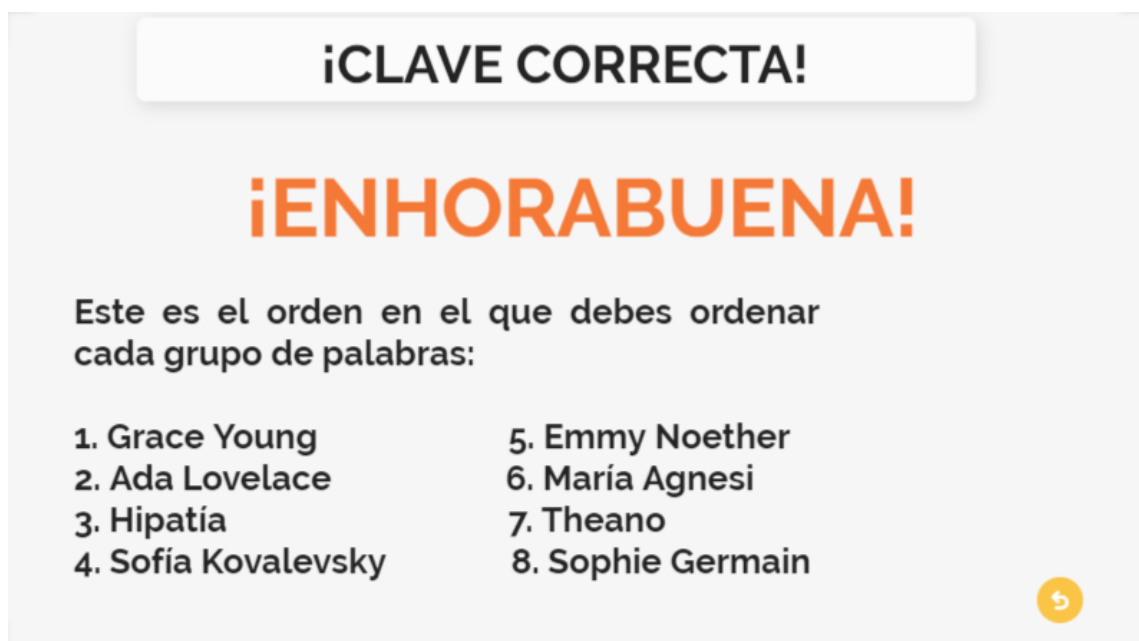 ¡CLAVE CORRECTA!
¡ENHORABUENA!
Este es el orden en el que debes ordenar
cada grupo de palabras:
1. Grace Young
2. Ada Lovelace
3. Hipatía
4. Sofía Kovalevsky
5. Emmy Noether
6. María Agnesi
7. Theano
8. Sophie Germain